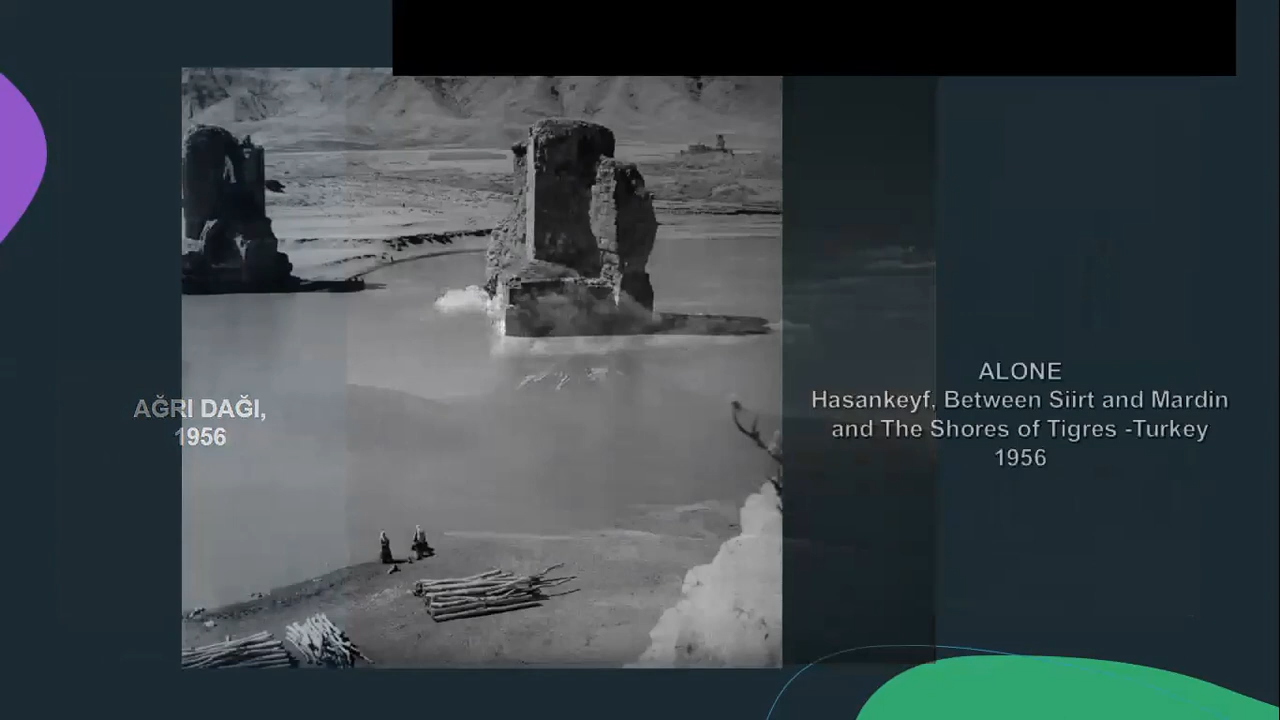 AĞRI DAĞI,
1956
ALONE
Hasankeyf, Between Siirt and Mardin
and The Shores of Tigres -Turkey
1956